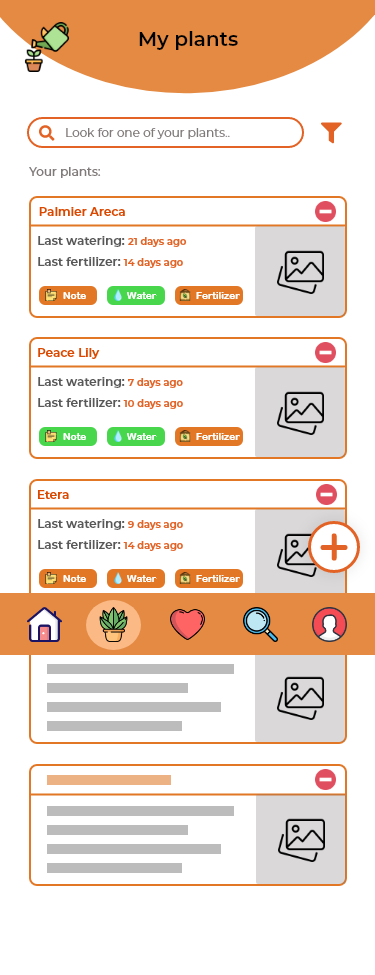 My plants
Look for one of your plants..
Your plants:
Palmier Areca
Last watering: 21 days ago
Last fertilizer: 14 days ago
Note Water Fertilizer
Peace Lily
Last watering: 7 days ago
Last fertilizer: 10 days ago
Note Water Fertilizer
Etera
Last watering: 9 days ago
Last fertilizer: 14 days ago
Note Water Fertilizer